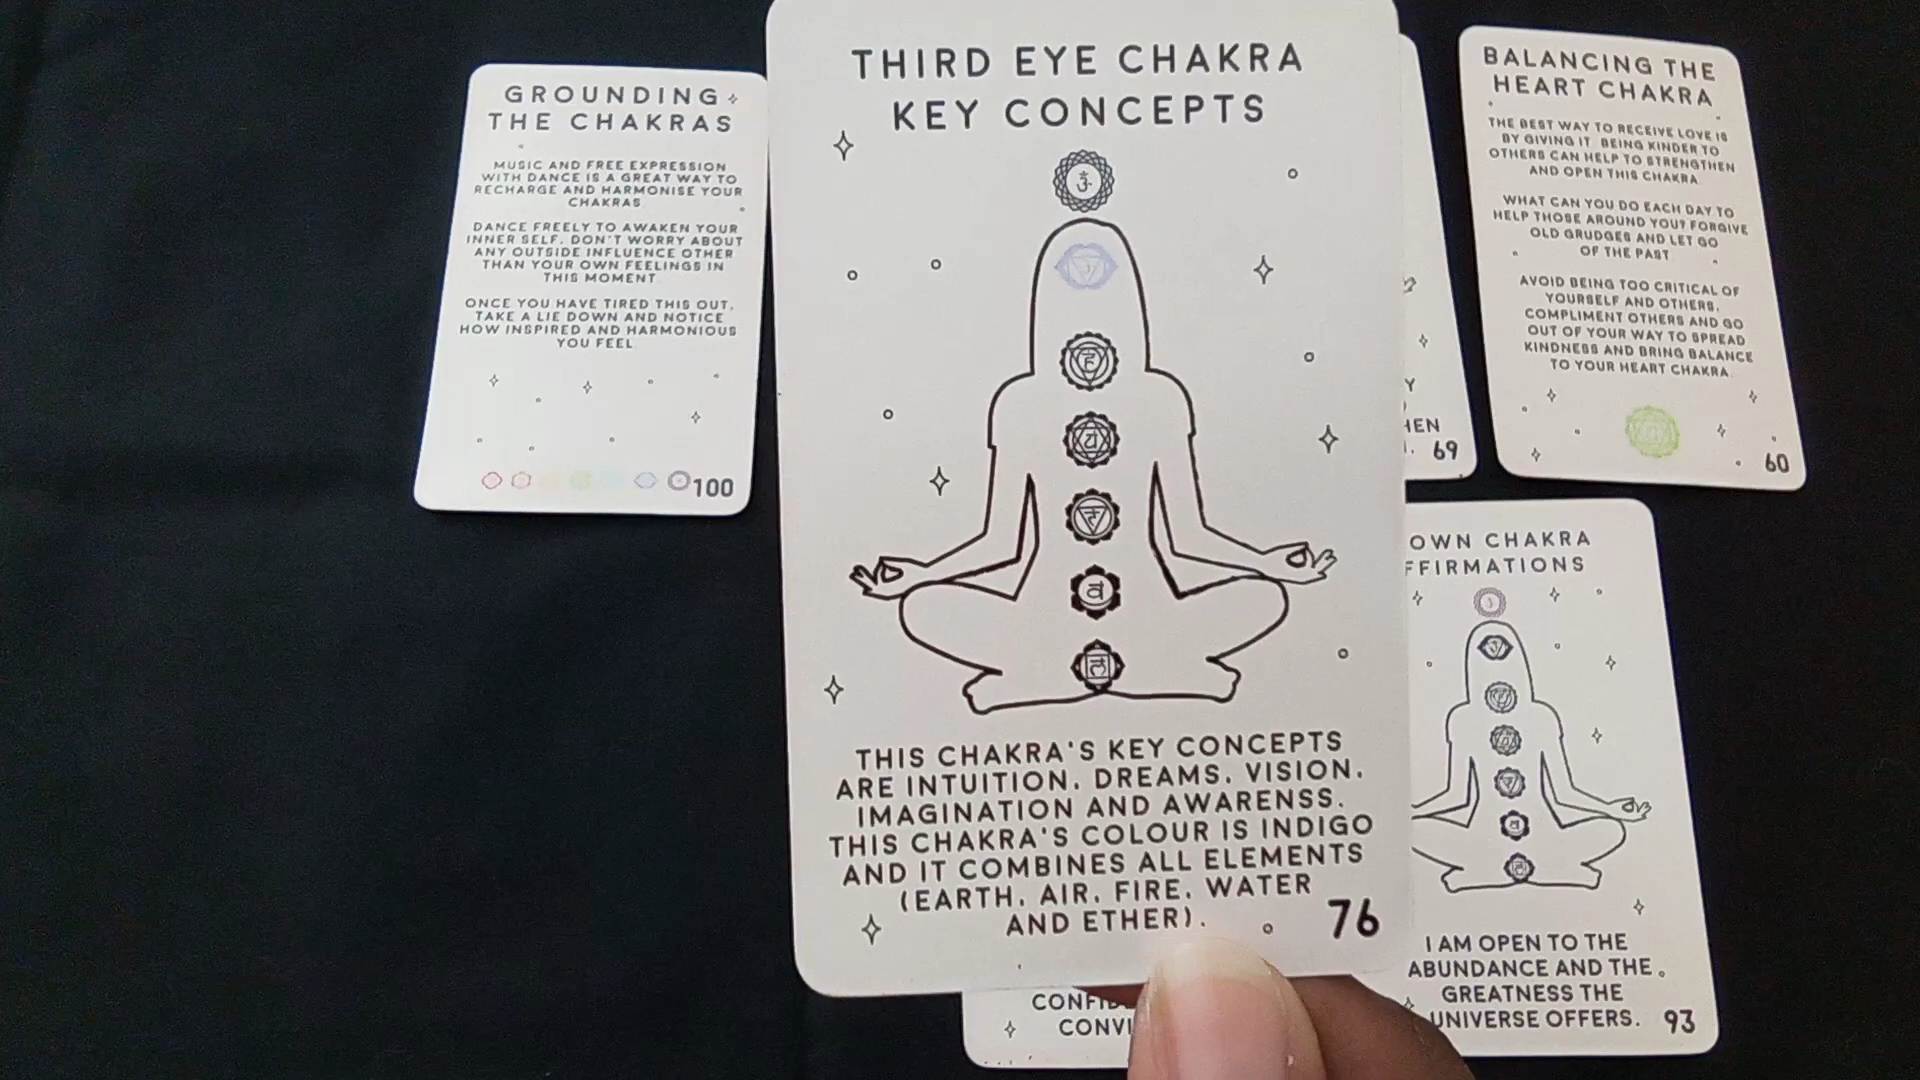 GROUNDING
THE CHAKRAS
MUSIC AND FREE EXPRESSION
WITH DANCE IS A GREAT WAY TO
RECHARGE AND HARMONISE YOUR
CHAKRAS
DANCE FREELY TO AWAKEN YOUR
INNER SELF. DON'T WORRY ABOUT
ANY OUTSIDE INFLUENCE OTHER
THAN YOUR OWN FEELINGS IN
THIS MOMENT
ONCE YOU HAVE TIRED THIS OUT,
TAKE A LIE DOWN AND NOTICE
HOW INSPIRED AND HARMONIOUS
YOU FEEL
100
THIRD EYE CHAKRA
KEY CONCEPTS
ॐ
हं
यं
रं
वं
लं
THIS CHAKRA'S KEY CONCEPTS
ARE INTUITION, DREAMS, VISION,
IMAGINATION AND AWARENSS.
THIS CHAKRA'S COLOUR IS INDIGO
AND IT COMBINES ALL ELEMENTS
(EARTH, AIR, FIRE, WATER
AND ETHER).
76
Y
HEN
69
BALANCING THE
HEART CHAKRA
THE BEST WAY TO RECEIVE LOVE IS
BY GIVING IT. BEING KINDER TO
OTHERS CAN HELP TO STRENGTHEN
AND OPEN THIS CHAKRA
WHAT CAN YOU DO EACH DAY TO
HELP THOSE AROUND YOU? FORGIVE
OLD GRUDGES AND LET GO
OF THE PAST
AVOID BEING TOO CRITICAL OF
YOURSELF AND OTHERS,
COMPLIMENT OTHERS AND GO
OUT OF YOUR WAY TO SPREAD
KINDNESS AND BRING BALANCE
TO YOUR HEART CHAKRA.
60
OWN CHAKRA
FFIRMATIONS
I AM OPEN TO THE
ABUNDANCE AND THE
GREATNESS THE
UNIVERSE OFFERS.
93
CONFID
CONVI